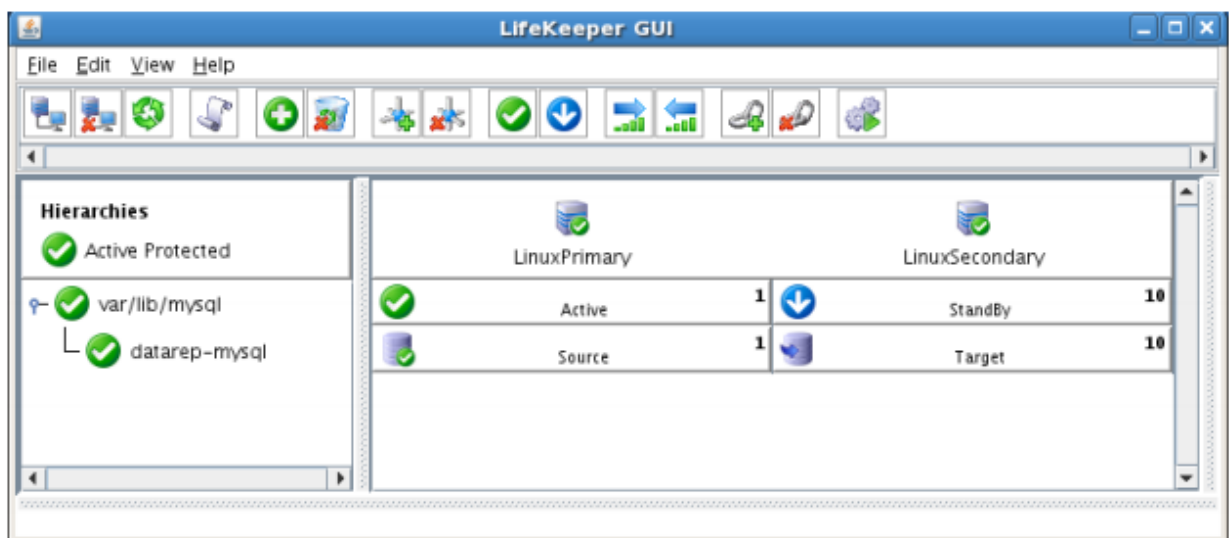 LifeKeeper GUI
File Edit View Help
Hierarchies
Active Protected
LinuxPrimary LinuxSecondary
var/lib/mysql
Active 1 StandBy 10
datarep-mysql
Source 1 Target 10